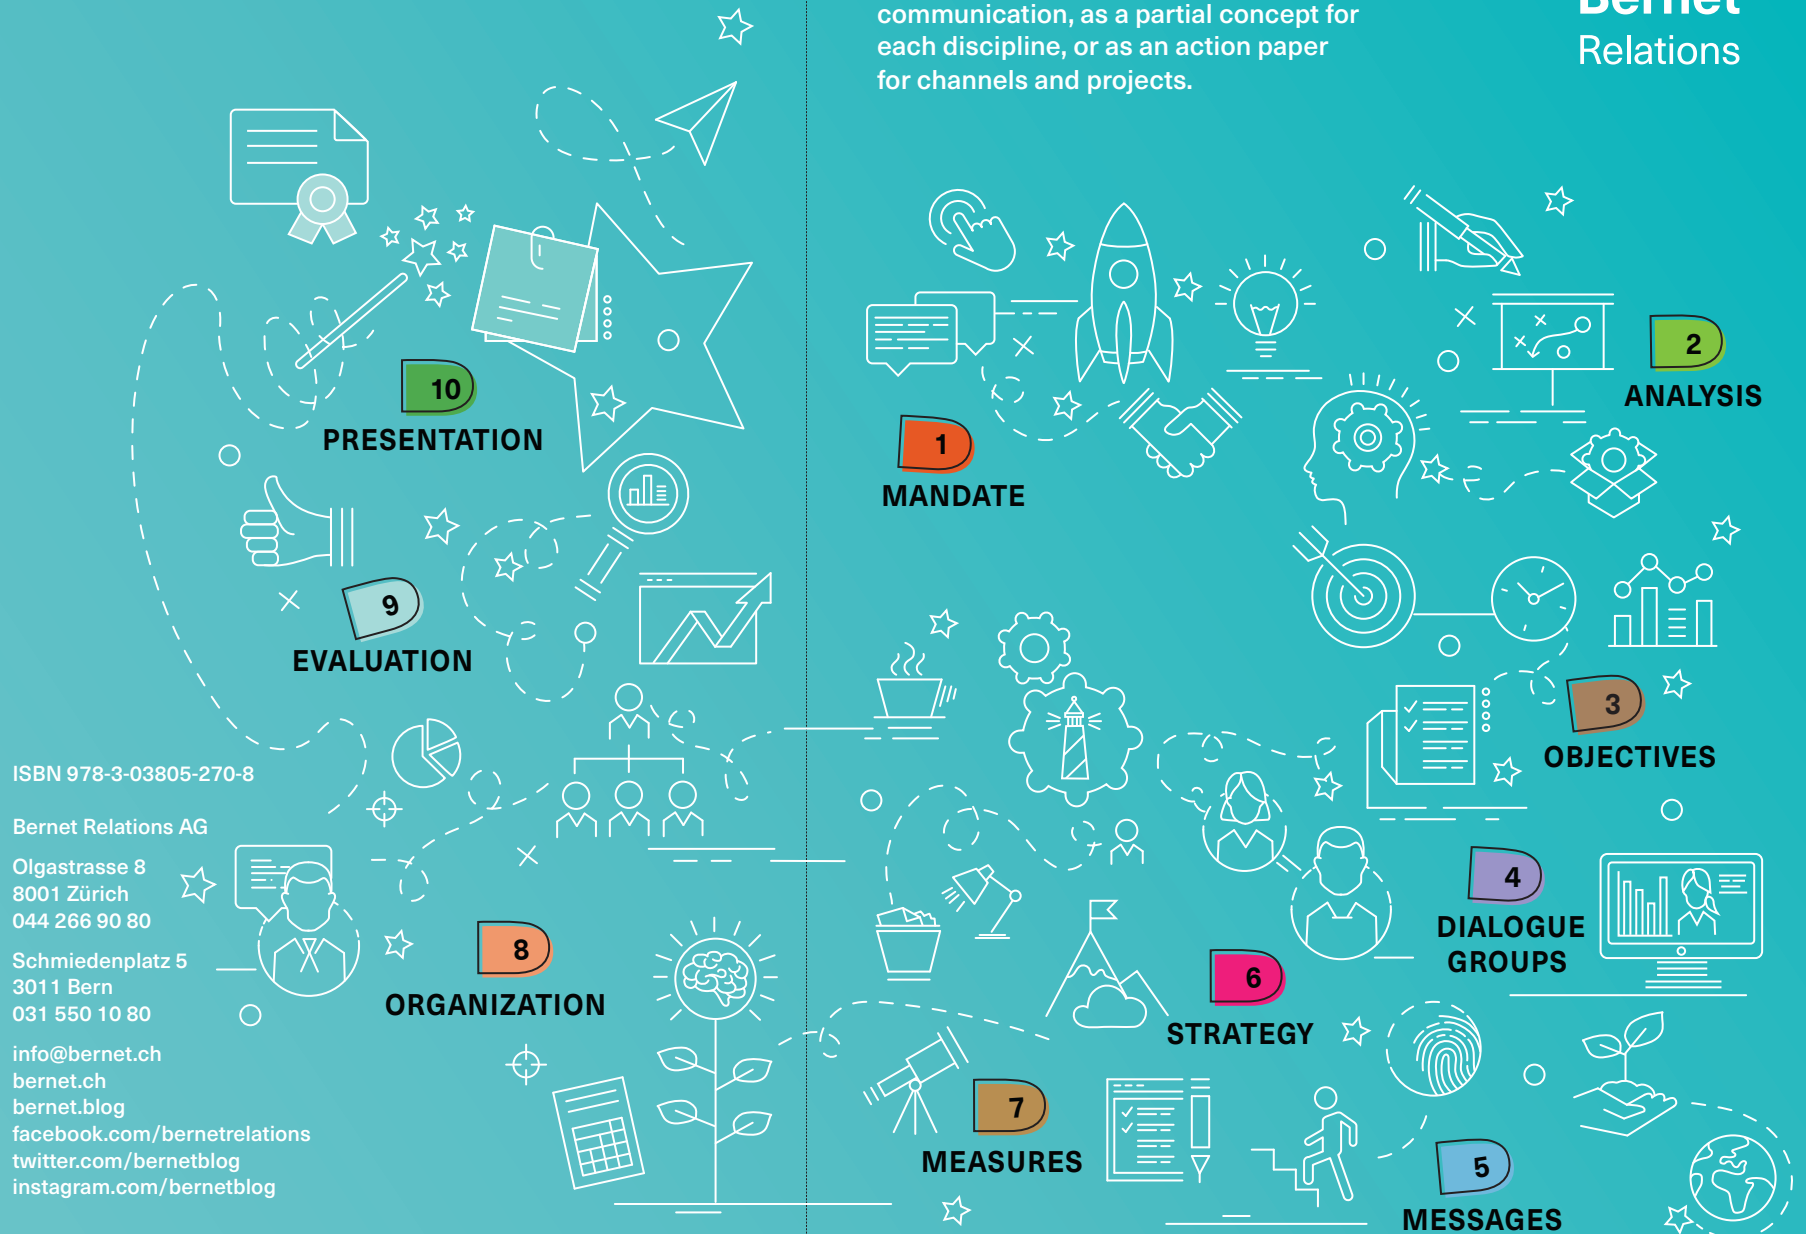 communication, as a partial concept for
each discipline, or as an action paper
for channels and projects.
Bernet
Relations
1
MANDATE
2
ANALYSIS
3
OBJECTIVES
4
DIALOGUE
GROUPS
5
MESSAGES
6
STRATEGY
7
MEASURES
8
ORGANIZATION
9
EVALUATION
10
PRESENTATION
ISBN 978-3-03805-270-8
Bernet Relations AG
Olgastrasse 8
8001 Zürich
044 266 90 80
Schmiedenplatz 5
3011 Bern
031 550 10 80
info@bernet.ch
bernet.ch
bernet.blog
facebook.com/bernetrelations
twitter.com/bernetblog
instagram.com/bernetblog